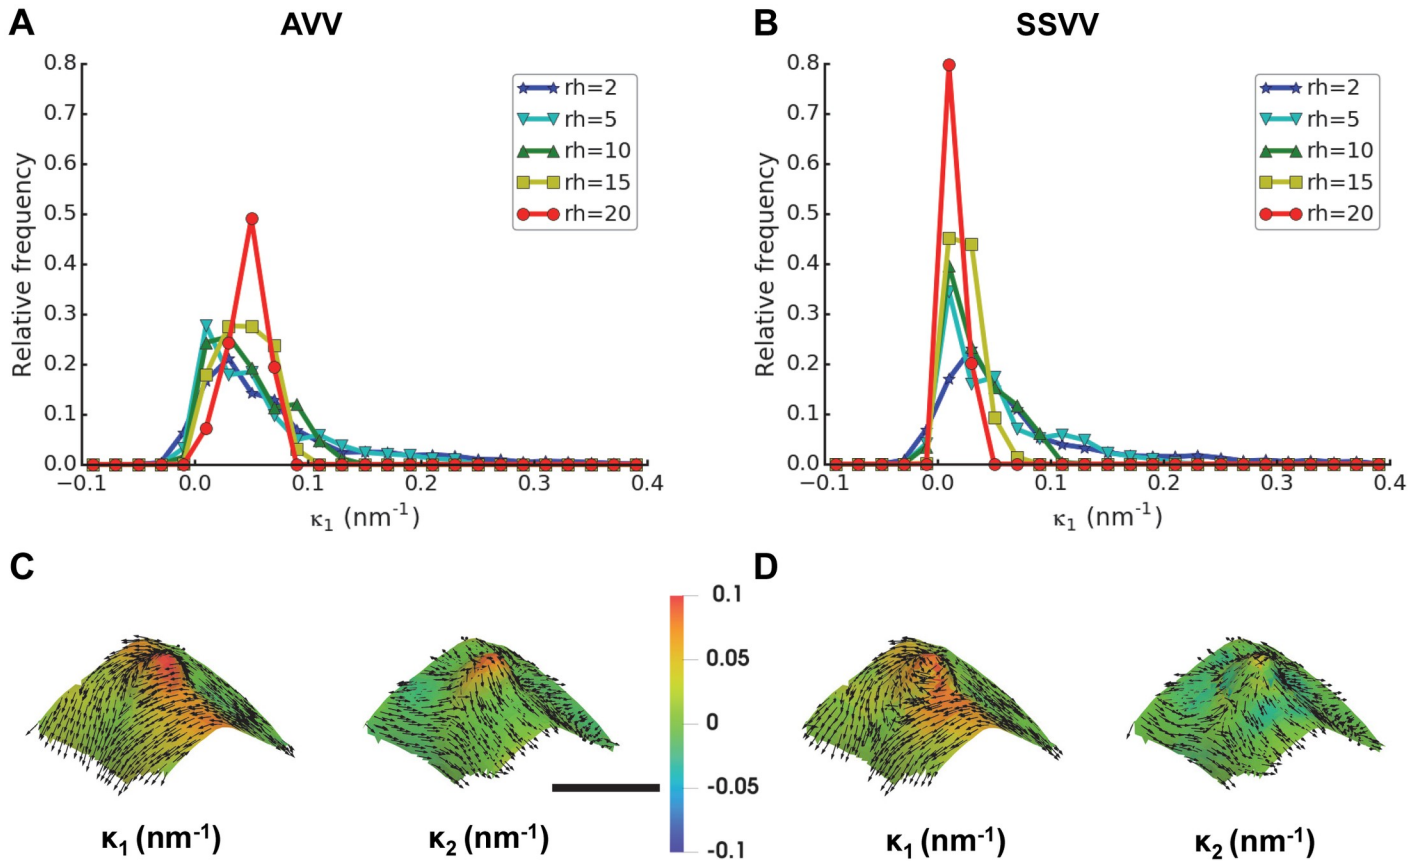 A
AVV
0.8
0.7
0.6
0.5
0.4
0.3
0.2
0.1
0.0
−0.1
0.0
0.1
0.2
0.3
0.4
Relative frequency
κ1 (nm-1)
rh=2
rh=5
rh=10
rh=15
rh=20
B
SSVV
0.8
0.7
0.6
0.5
0.4
0.3
0.2
0.1
0.0
−0.1
0.0
0.1
0.2
0.3
0.4
Relative frequency
κ1 (nm-1)
rh=2
rh=5
rh=10
rh=15
rh=20
C
κ1 (nm-1)
κ2 (nm-1)
0.1
0.05
0
-0.05
-0.1
D
κ1 (nm-1)
κ2 (nm-1)